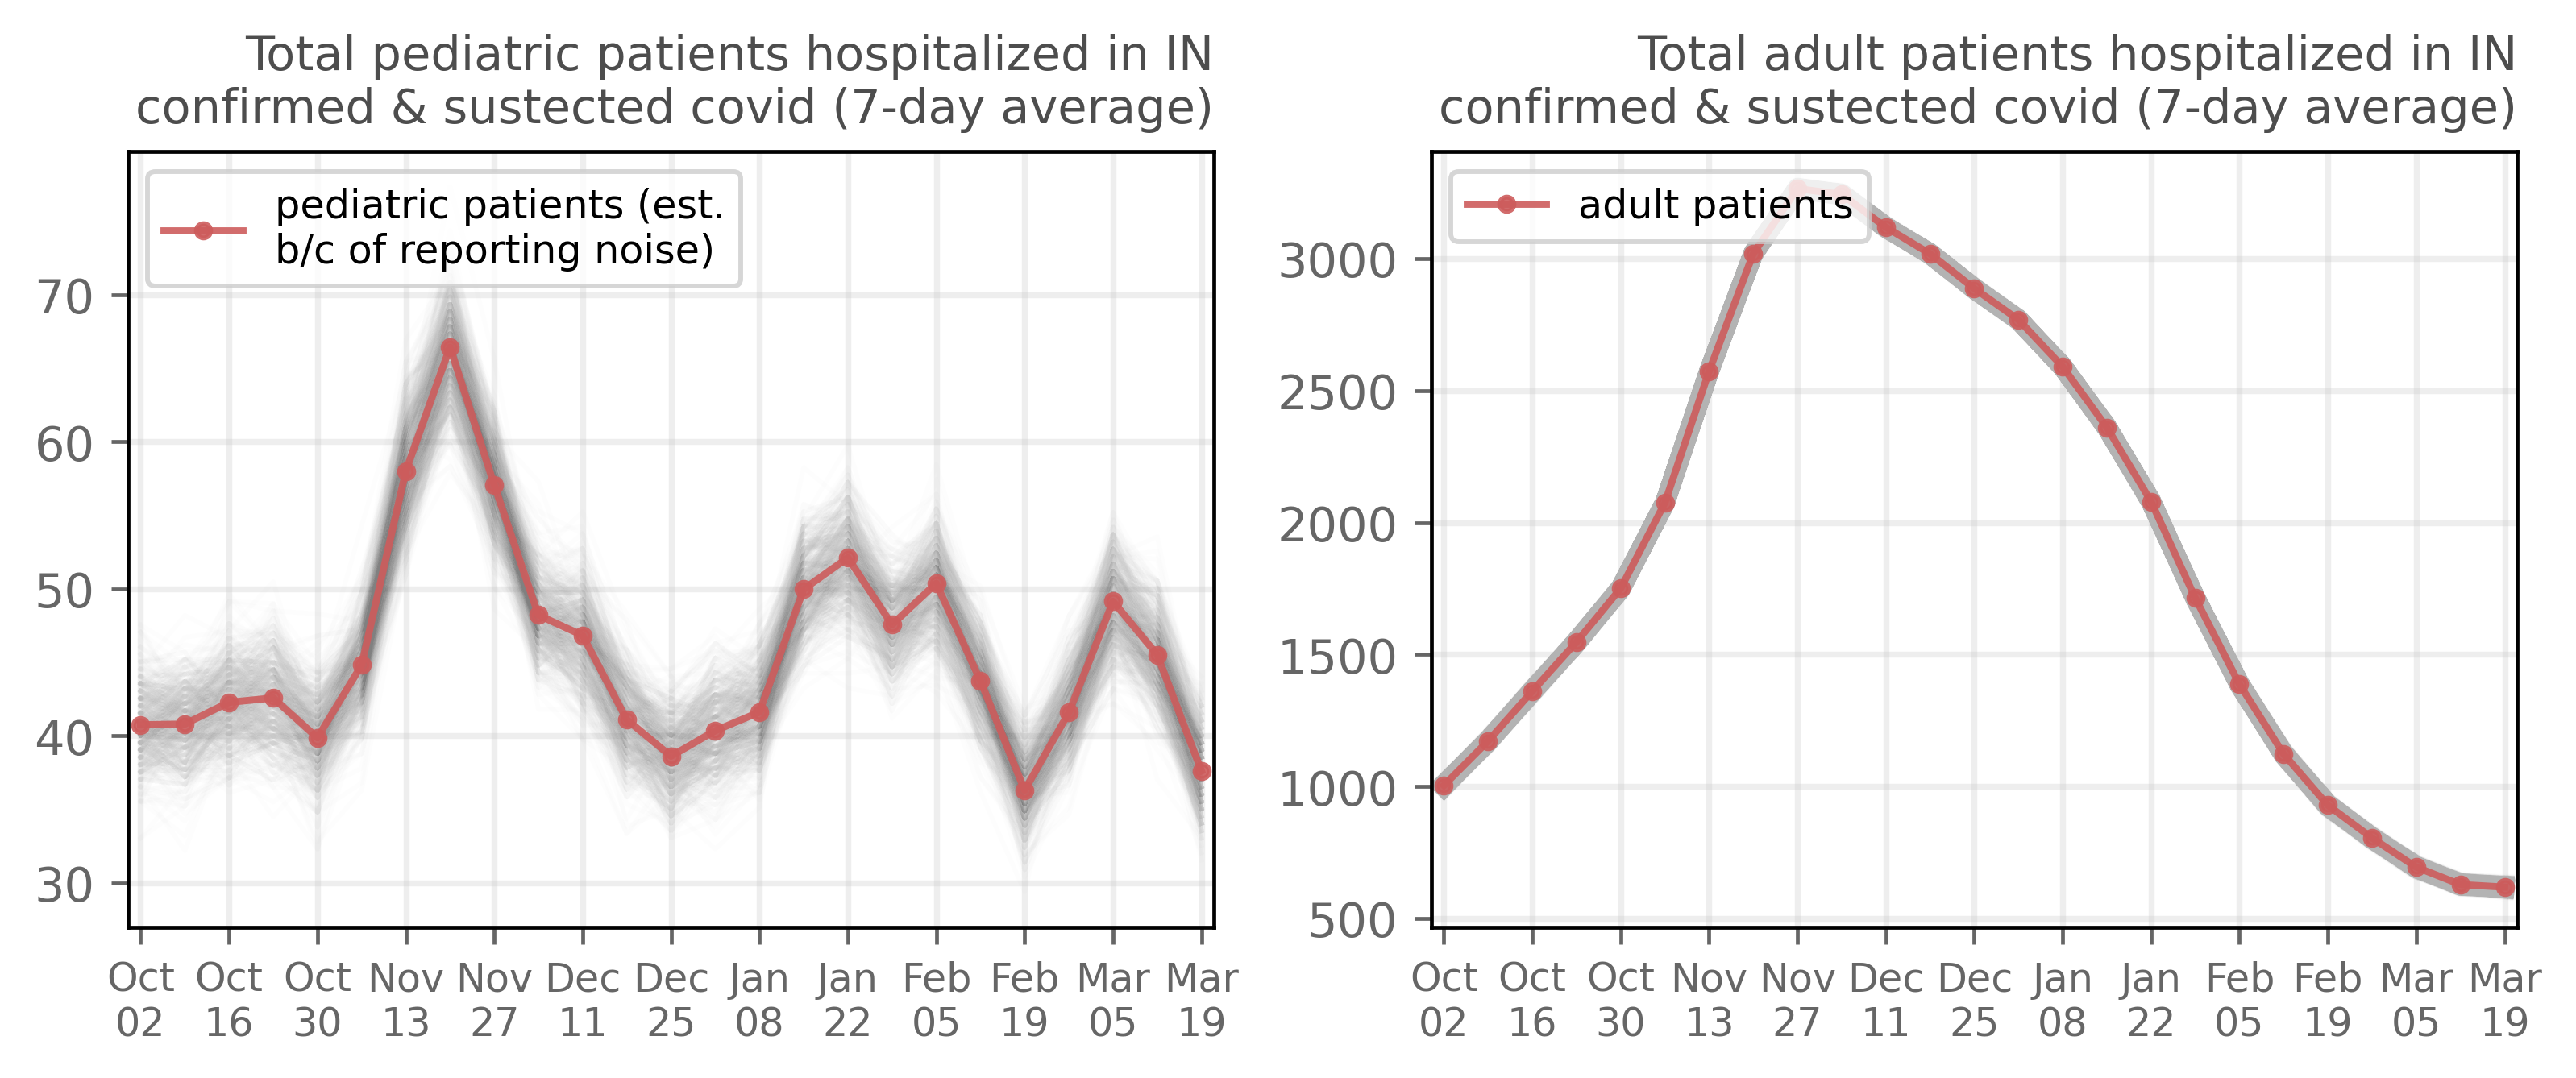 Total pediatric patients hospitalized in IN
confirmed & sustected covid (7-day average)
pediatric patients (est.
b/c of reporting noise)
70
60
50
40
30
Oct Oct Oct Nov Nov Dec Dec Jan Jan Feb Feb Mar Mar
02 16 30 13 27 11 25 08 22 05 19 05 19
Total adult patients hospitalized in IN
confirmed & sustected covid (7-day average)
adult patients
3000
2500
2000
1500
1000
500
Oct Oct Oct Nov Nov Dec Dec Jan Jan Feb Feb Mar Mar
02 16 30 13 27 11 25 08 22 05 19 05 19